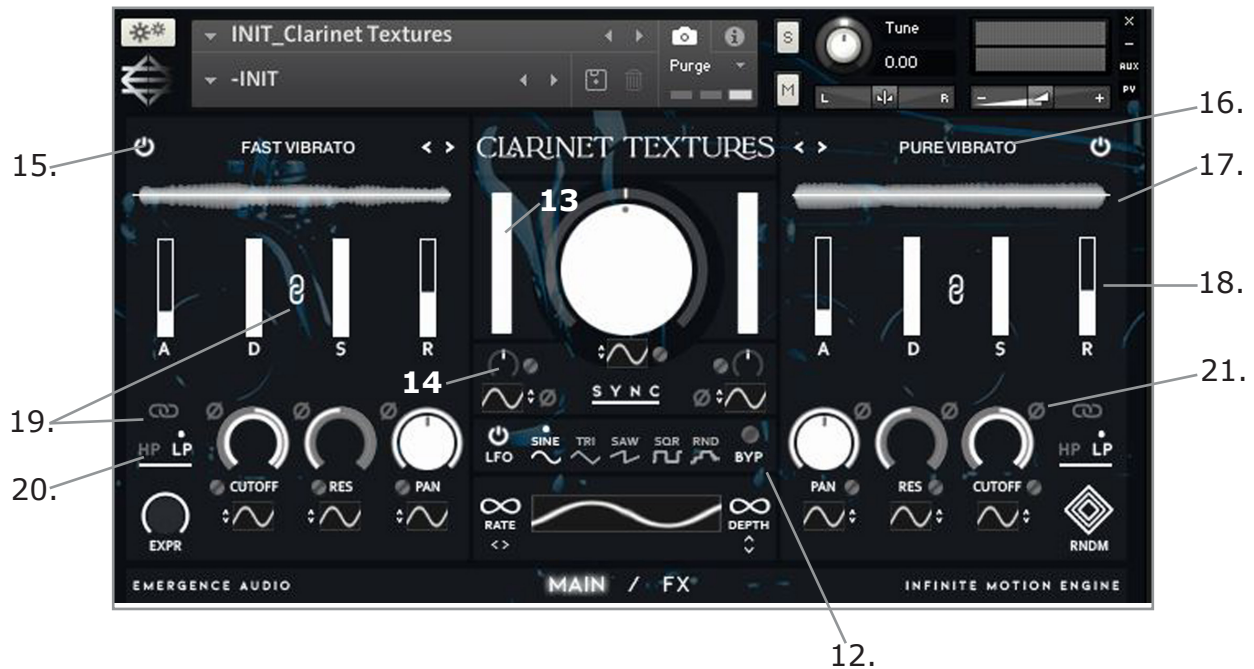 INIT_Clarinet Textures
-INIT
Purge
S
M
Tune
0.00
L R
- +
×
-
AUX
PV
15.
FAST VIBRATO < >
CLARINET TEXTURES
< > PURE VIBRATO
16.
17.
13
A D S R
A D S R
18.
14
SYNC
19.
HP LP
20.
CUTOFF RES PAN
EXPR
LFO SINE TRI SAW SQR RND BYP
RATE
< >
DEPTH
21.
HP LP
PAN RES CUTOFF
RNDM
EMERGENCE AUDIO
MAIN / FX
INFINITE MOTION ENGINE
12.